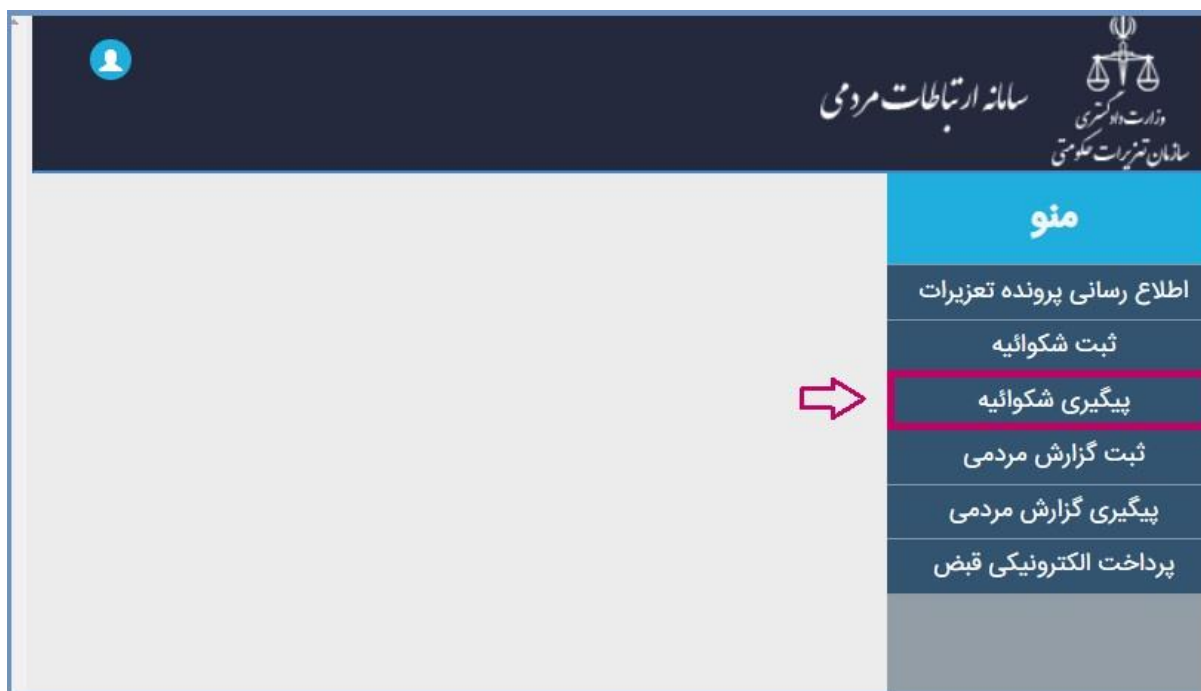 وزارت دادگستری
سازمان تعزیرات حکومتی
سامانه ارتباطات مردمی
منو
اطلاع رسانی پرونده تعزیرات
ثبت شکوائیه
پیگیری شکوائیه
ثبت گزارش مردمی
پیگیری گزارش مردمی
پرداخت الکترونیکی قبض